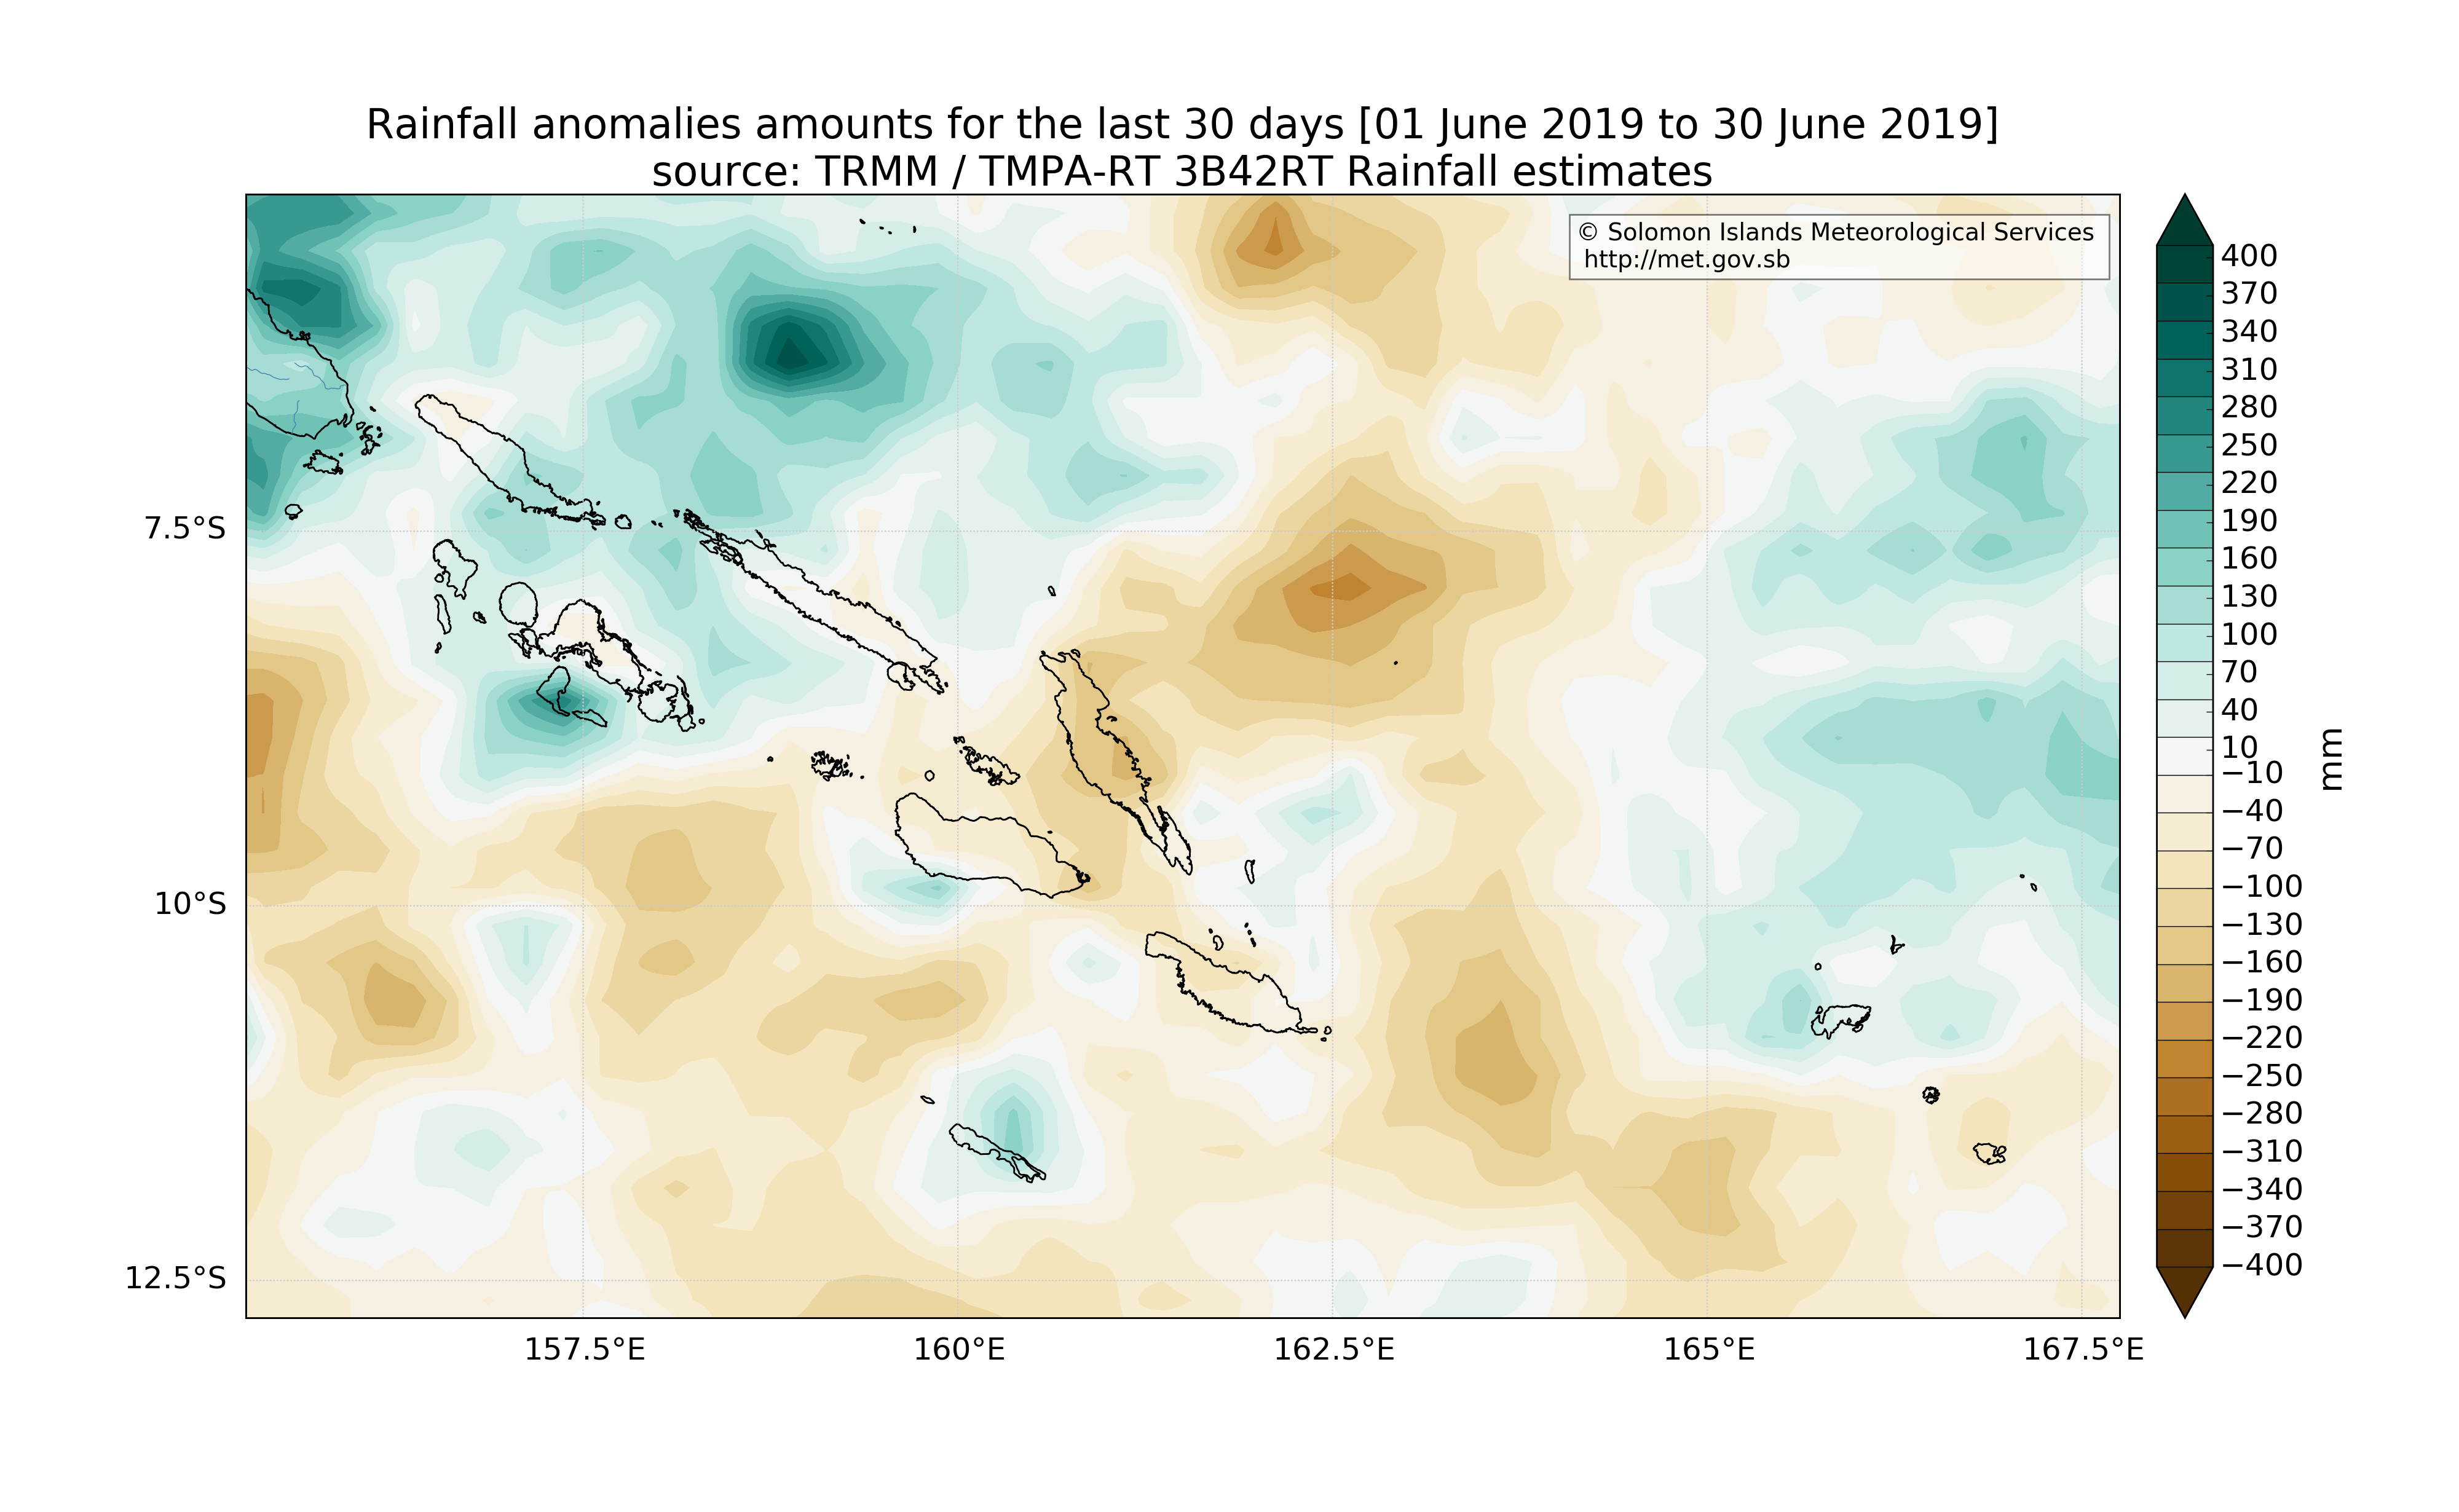 Rainfall anomalies amounts for the last 30 days [01 June 2019 to 30 June 2019]
source: TRMM / TMPA-RT 3B42RT Rainfall estimates
© Solomon Islands Meteorological Services
http://met.gov.sb
7.5°S
10°S
12.5°S
157.5°E
160°E
162.5°E
165°E
167.5°E
400
370
340
310
280
250
220
190
160
130
100
70
40
10
−10
−40
−70
−100
−130
−160
−190
−220
−250
−280
−310
−340
−370
−400
mm